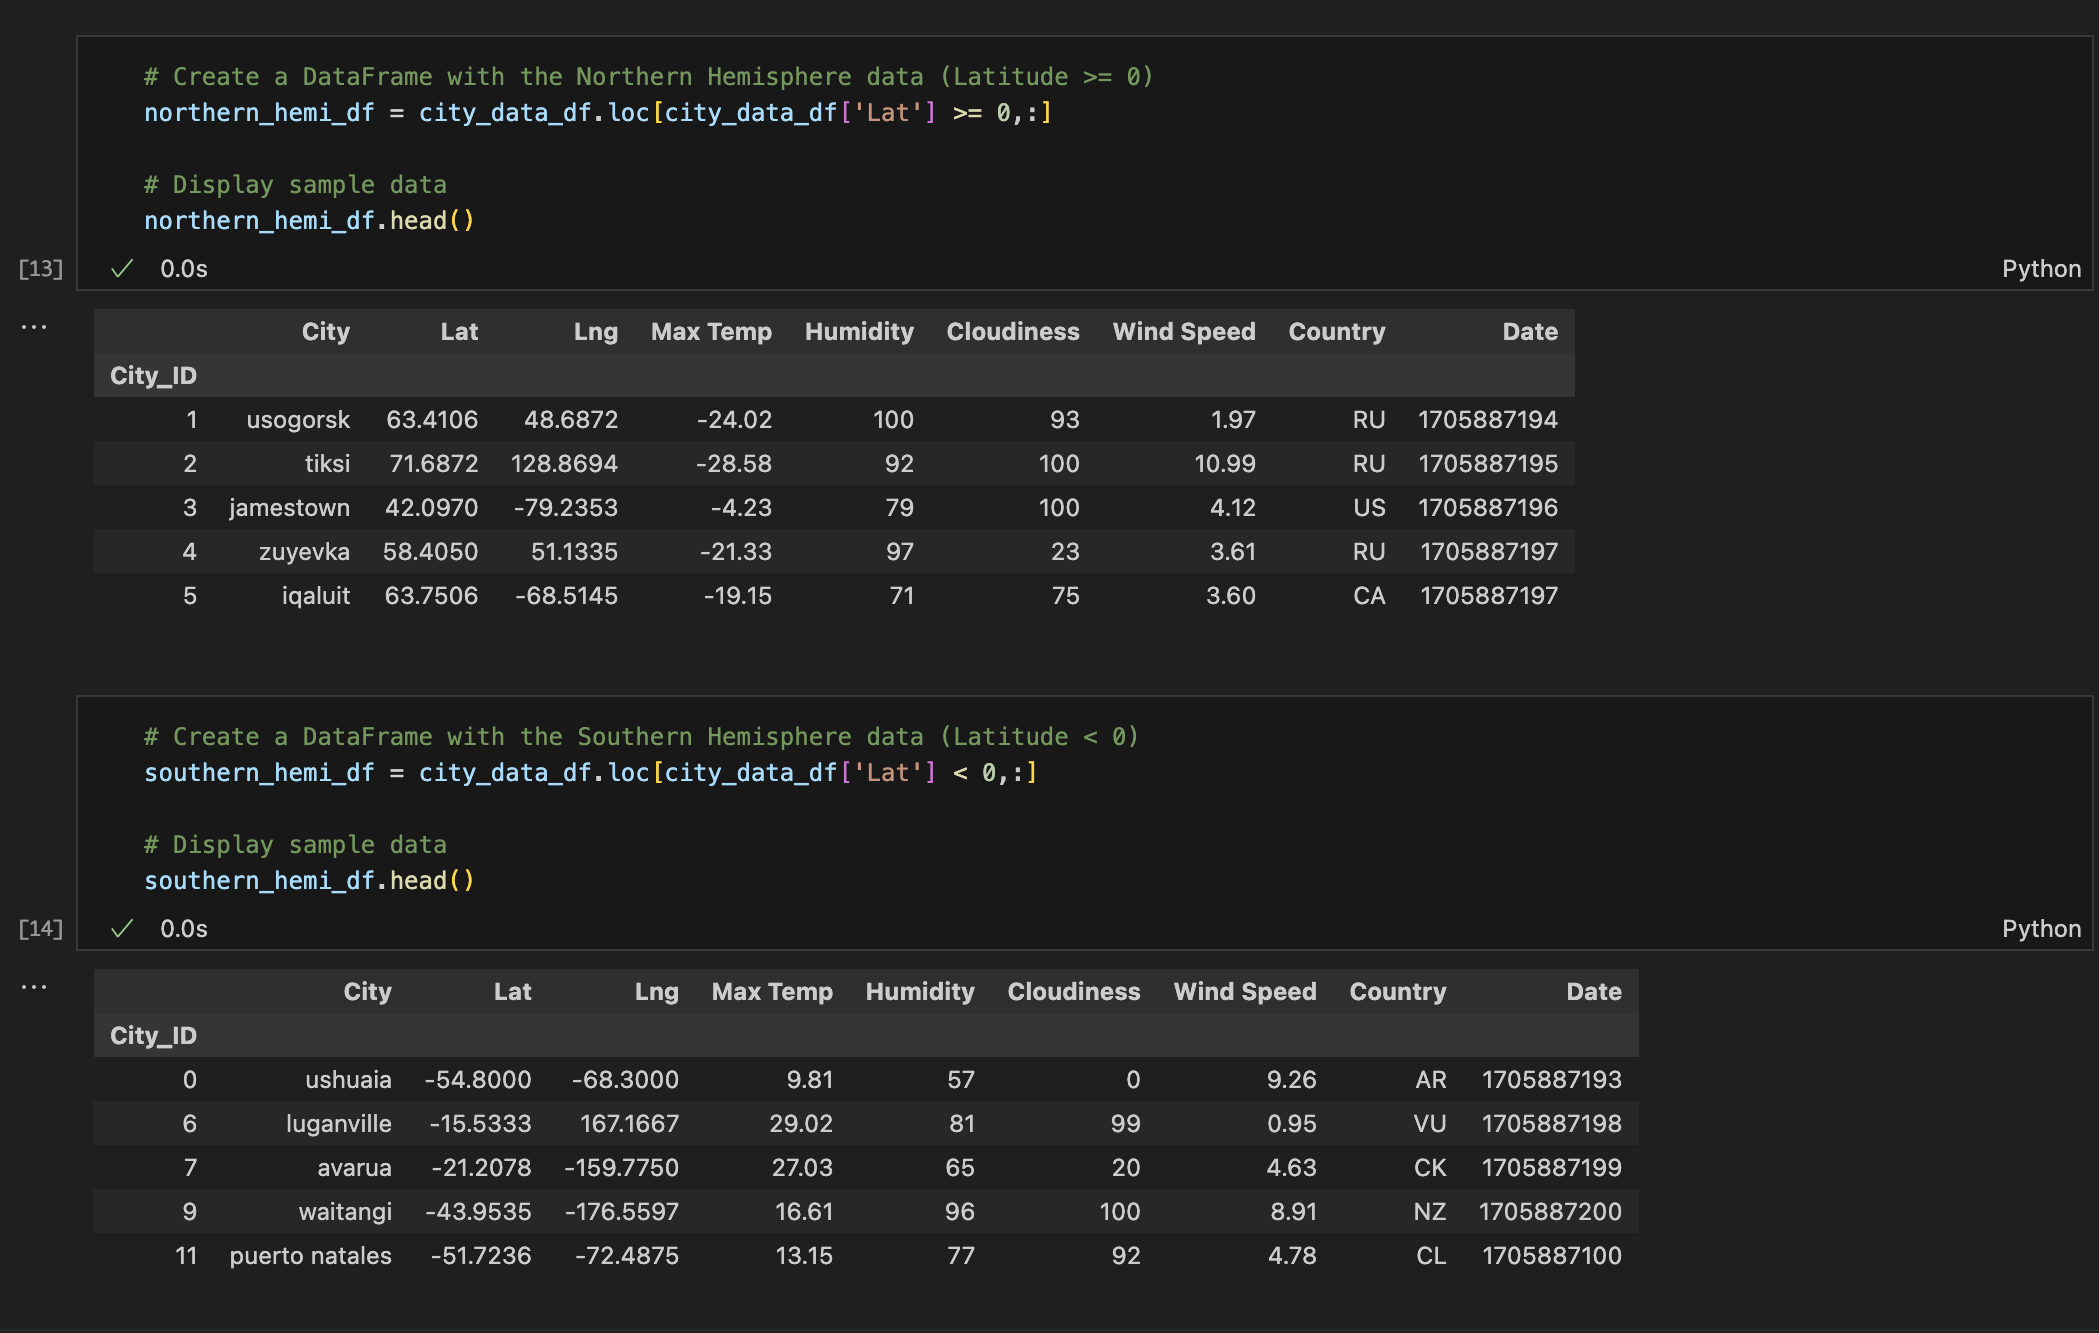 # Create a DataFrame with the Northern Hemisphere data (Latitude >= 0)
northern_hemi_df = city_data_df.loc[city_data_df['Lat'] >= 0,:]
# Display sample data
northern_hemi_df.head()
[13] ✓ 0.0s Python
...
City Lat Lng Max Temp Humidity Cloudiness Wind Speed Country Date
City_ID
1 usogorsk 63.4106 48.6872 -24.02 100 93 1.97 RU 1705887194
2 tiksi 71.6872 128.8694 -28.58 92 100 10.99 RU 1705887195
3 jamestown 42.0970 -79.2353 -4.23 79 100 4.12 US 1705887196
4 zuyevka 58.4050 51.1335 -21.33 97 23 3.61 RU 1705887197
5 iqaluit 63.7506 -68.5145 -19.15 71 75 3.60 CA 1705887197
# Create a DataFrame with the Southern Hemisphere data (Latitude < 0)
southern_hemi_df = city_data_df.loc[city_data_df['Lat'] < 0,:]
# Display sample data
southern_hemi_df.head()
[14] ✓ 0.0s Python
...
City Lat Lng Max Temp Humidity Cloudiness Wind Speed Country Date
City_ID
0 ushuaia -54.8000 -68.3000 9.81 57 0 9.26 AR 1705887193
6 luganville -15.5333 167.1667 29.02 81 99 0.95 VU 1705887198
7 avarua -21.2078 -159.7750 27.03 65 20 4.63 CK 1705887199
9 waitangi -43.9535 -176.5597 16.61 96 100 8.91 NZ 1705887200
11 puerto natales -51.7236 -72.4875 13.15 77 92 4.78 CL 1705887100